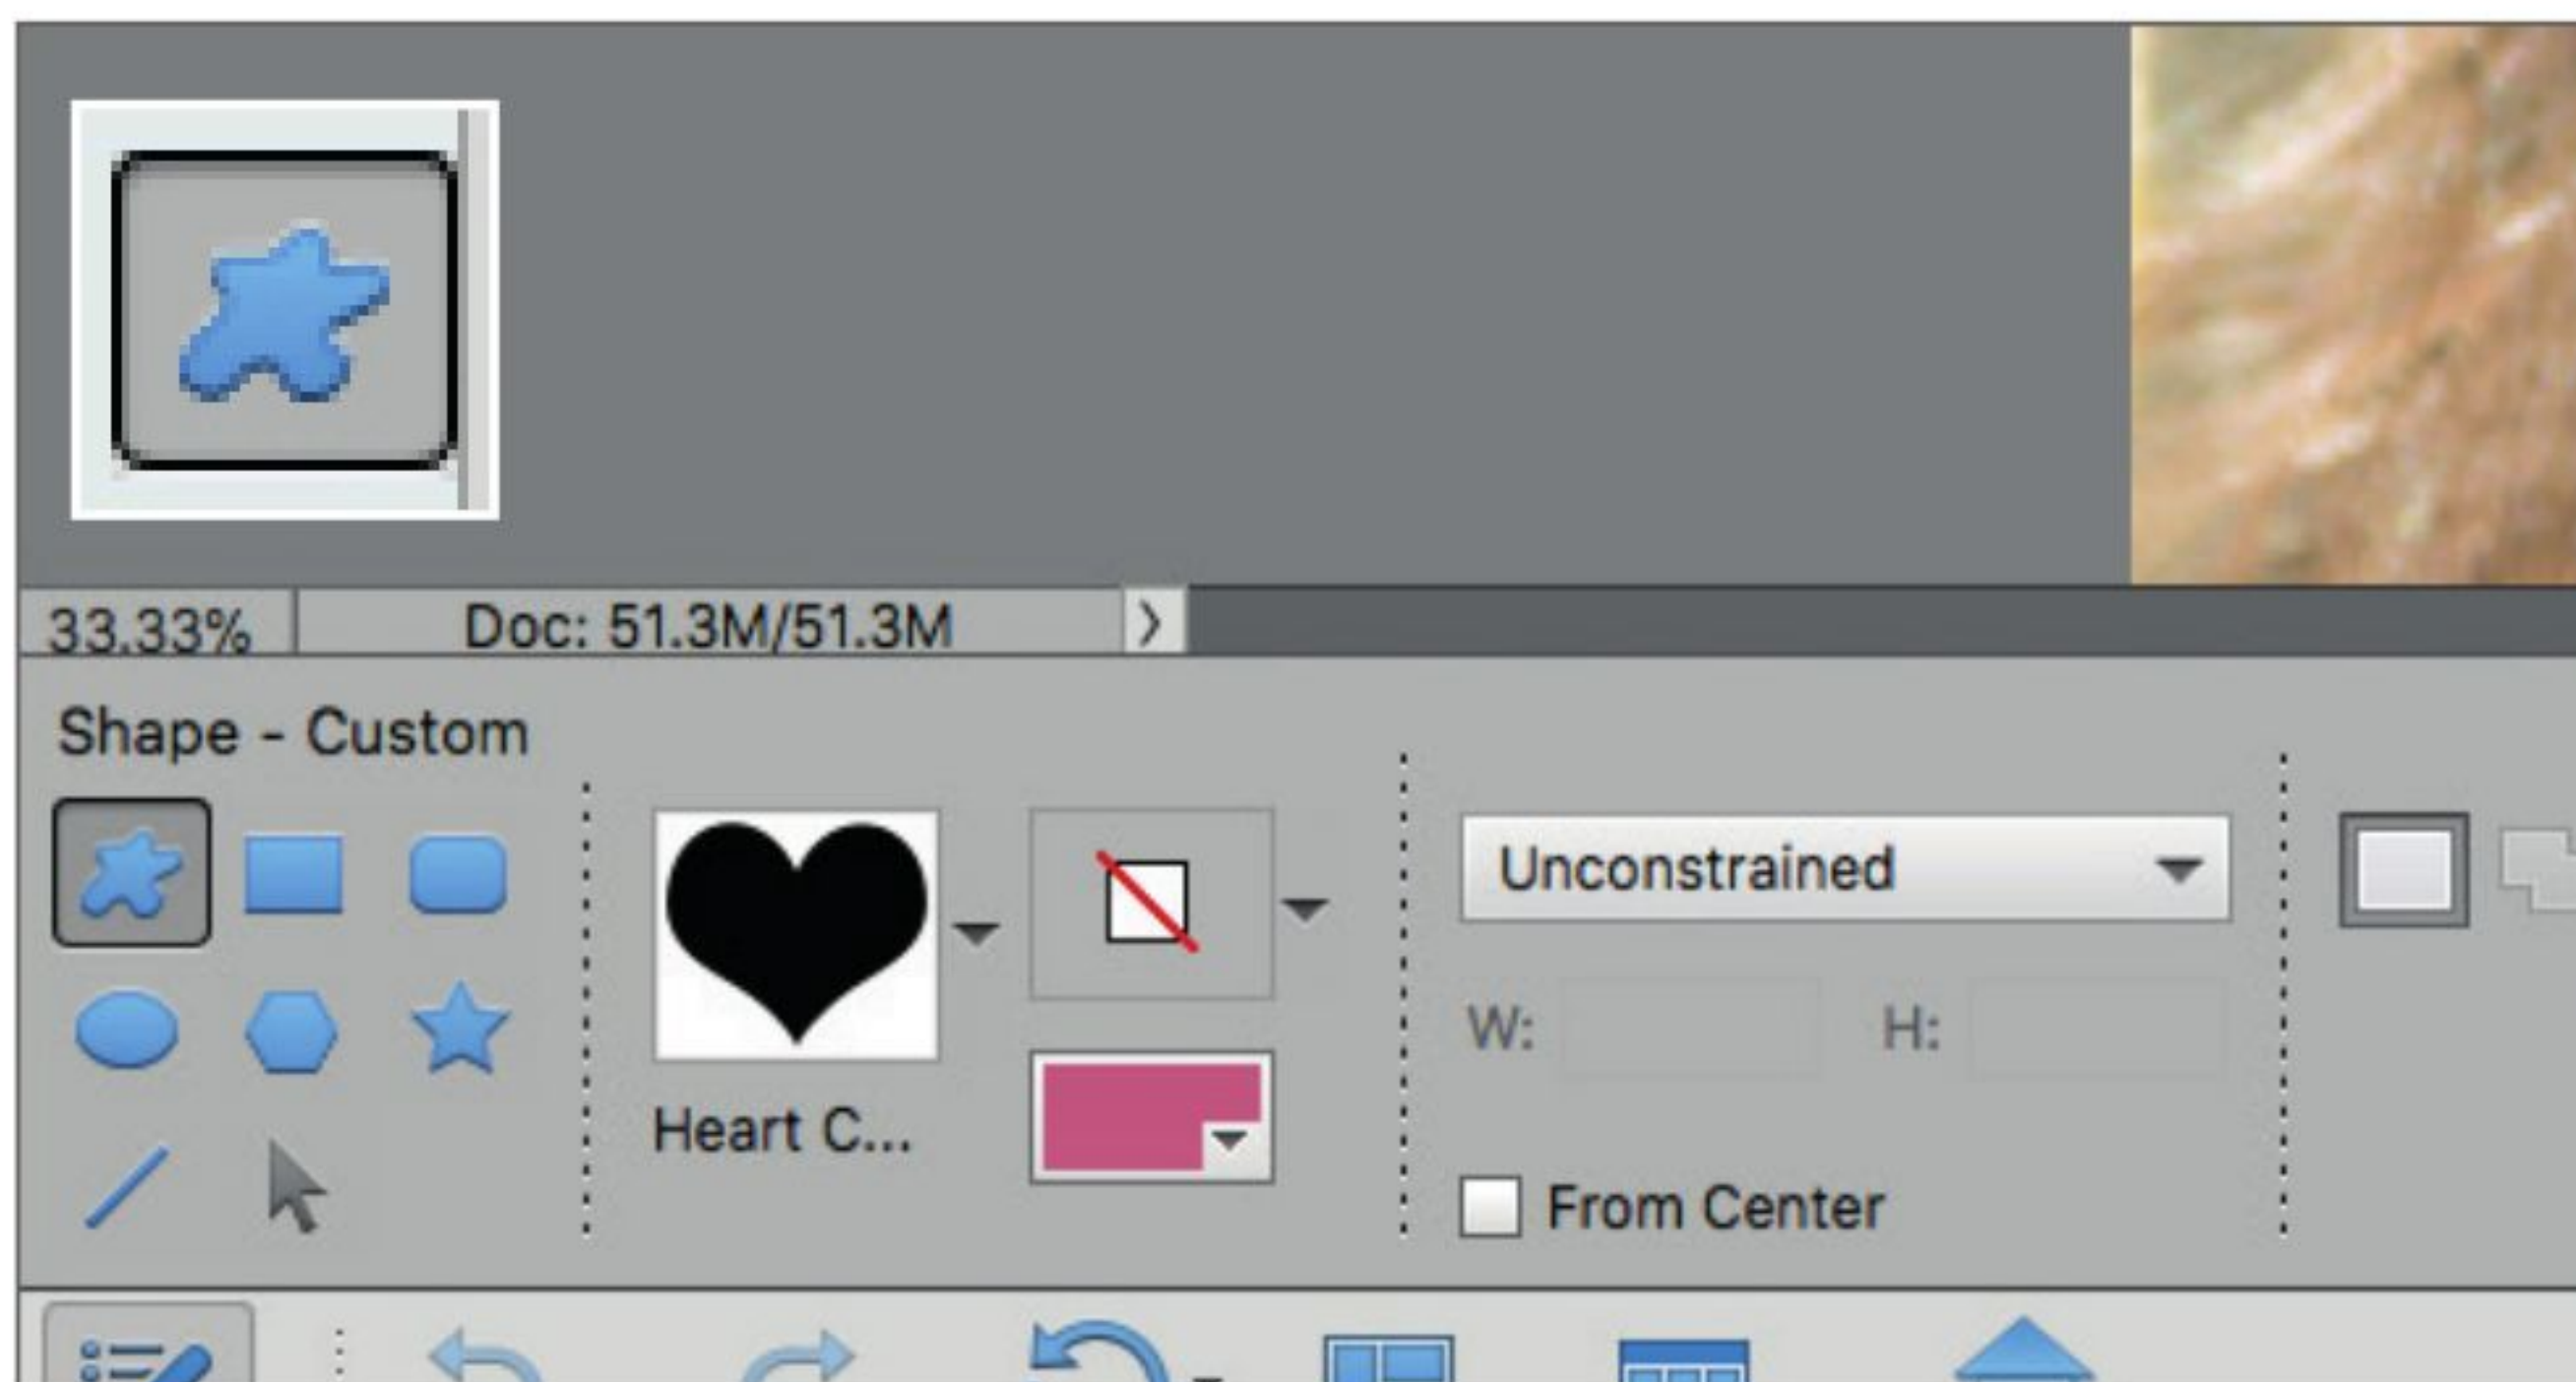 33.33%
Doc: 51.3M/51.3M
Shape - Custom
Unconstrained
W:
H:
Heart C...
From Center